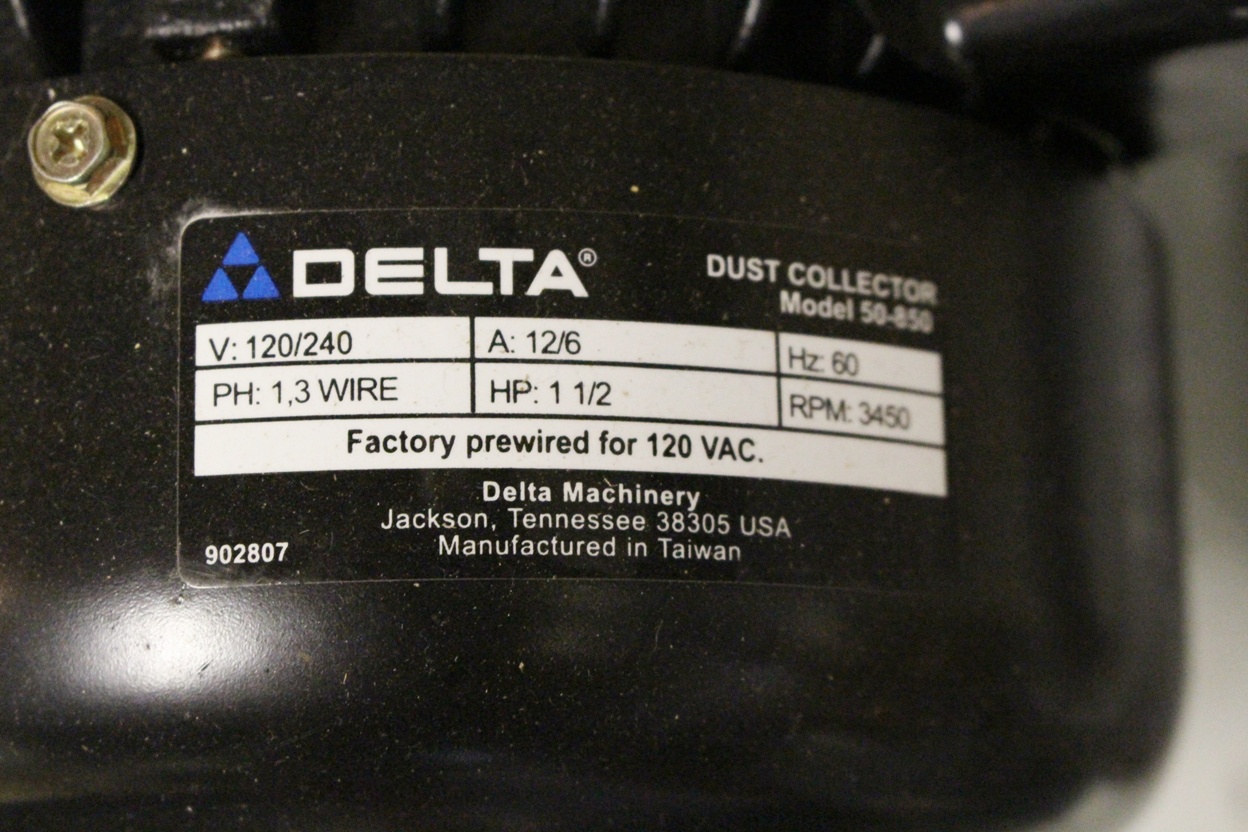 DELTA®
DUST COLLECTOR
Model 50-850
V: 120/240 A: 12/6 Hz: 60
PH: 1,3 WIRE HP: 1 1/2 RPM: 3450
Factory prewired for 120 VAC.
Delta Machinery
Jackson, Tennessee 38305 USA
Manufactured in Taiwan
902807